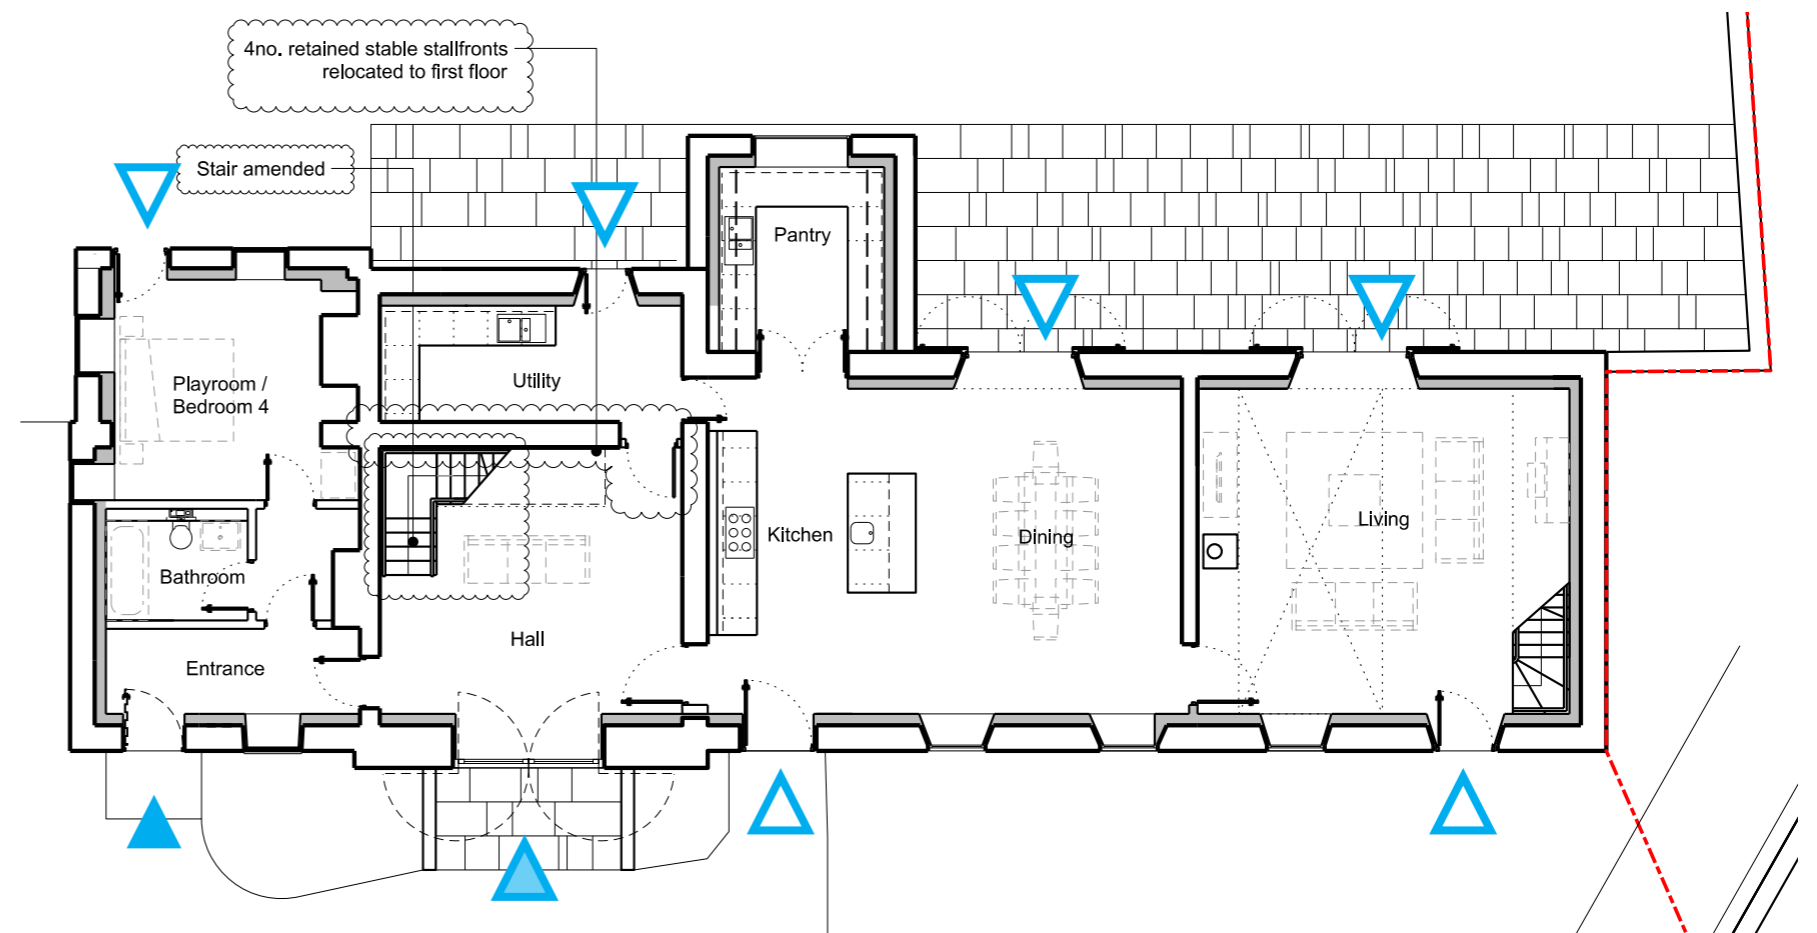 4no. retained stable stallfronts
relocated to first floor
Stair amended
Pantry
Utility
Playroom /
Bedroom 4
Kitchen
Dining
Living
Bathroom
Hall
Entrance